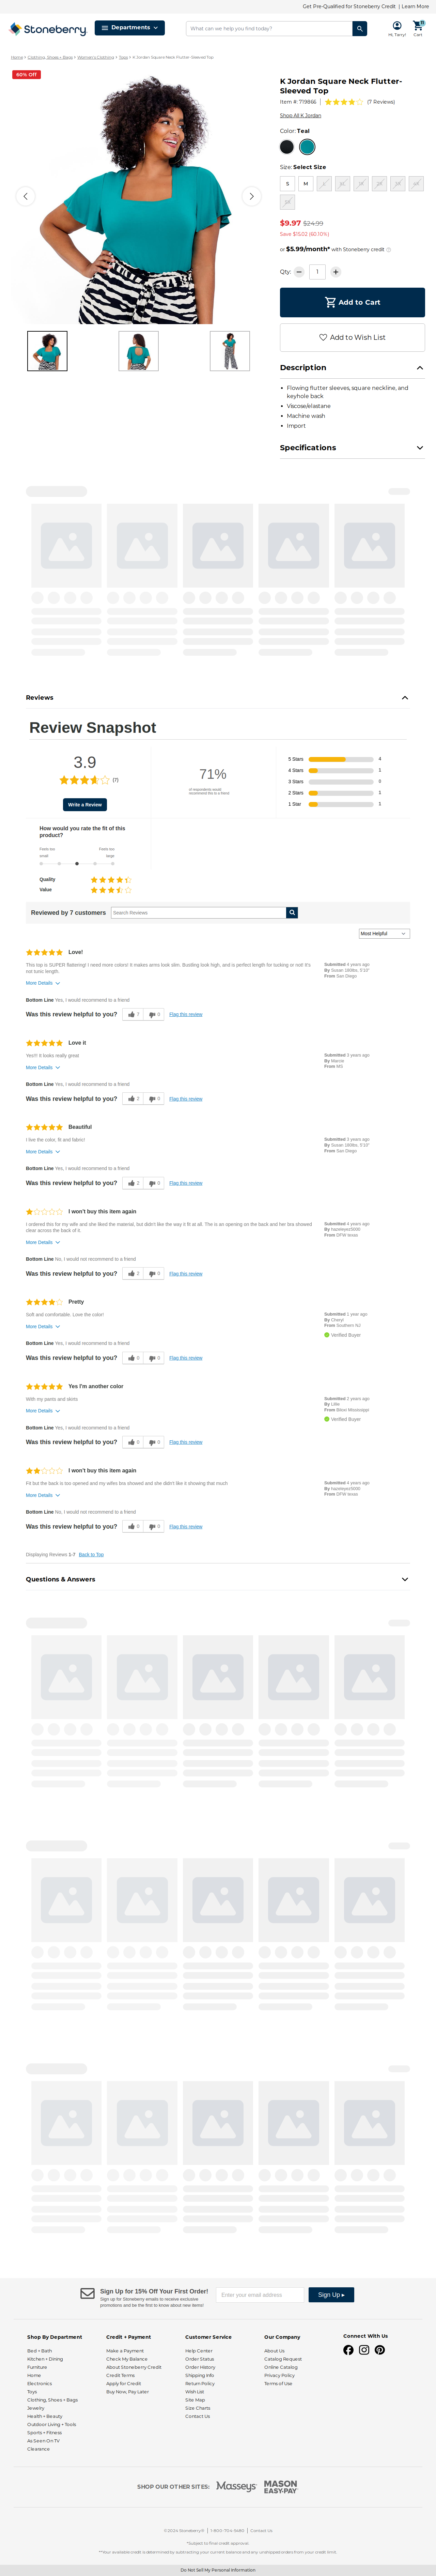 Get Pre-Qualified for Stoneberry Credit | Learn More
Stoneberry
Departments
What can we help you find today?
Hi, Terry!
Cart
Home > Clothing, Shoes + Bags > Women's Clothing > Tops > K Jordan Square Neck Flutter-Sleeved Top
60% Off
K Jordan Square Neck Flutter-Sleeved Top
Item #: 719866
(7 Reviews)
Shop All K Jordan
Color: Teal
Size: Select Size
S M
$9.97 $24.99
Save $15.02 (60.10%)
or $5.99/month* with Stoneberry credit
Qty: 1
Add to Cart
Add to Wish List
Description
Flowing flutter sleeves, square neckline, and keyhole back
Viscose/elastane
Machine wash
Import
Specifications
Reviews
Review Snapshot
3.9
(7)
Write a Review
71%
of respondents would recommend this to a friend
5 Stars 4
4 Stars 1
3 Stars 0
2 Stars 1
1 Star 1
How would you rate the fit of this product?
Feels too small
Feels too large
Quality
Value
Reviewed by 7 customers
Search Reviews
Most Helpful
Love!
This top is SUPER flattering! I need more colors! It makes arms look slim. Bustling look high, and is perfect length for tucking or not! It's not tunic length.
More Details
Submitted 4 years ago
By Susan 190lbs, 5'10"
From San Diego
Bottom Line Yes, I would recommend to a friend
Was this review helpful to you? 7 0 Flag this review
Love it
Yes!!! It looks really great
More Details
Submitted 3 years ago
By Marvie
From MS
Bottom Line Yes, I would recommend to a friend
Was this review helpful to you? 2 0 Flag this review
Beautiful
I live the color, fit and fabric!
More Details
Submitted 3 years ago
By Susan 190lbs, 5'10"
From San Diego
Bottom Line Yes, I would recommend to a friend
Was this review helpful to you? 2 0 Flag this review
I won't buy this item again
I ordered this for my wife and she liked the material, but didn't like the way it fit at all. The is an opening on the back and her bra showed clear across the back of it.
More Details
Submitted 4 years ago
By hazeleyez5000
From DFW texas
Bottom Line No, I would not recommend to a friend
Was this review helpful to you? 2 0 Flag this review
Pretty
Soft and comfortable. Love the color!
More Details
Submitted 1 year ago
By Cheryl
From Southern NJ
Verified Buyer
Bottom Line Yes, I would recommend to a friend
Was this review helpful to you? 0 0 Flag this review
Yes I'm another color
With my pants and skirts
More Details
Submitted 2 years ago
By Lillie
From Biloxi Mississippi
Verified Buyer
Bottom Line Yes, I would recommend to a friend
Was this review helpful to you? 0 0 Flag this review
I won't buy this item again
Fit but the back is too opened and my wifes bra showed and she didn't like it showing that much
More Details
Submitted 4 years ago
By hazeleyez5000
From DFW texas
Bottom Line No, I would not recommend to a friend
Was this review helpful to you? 0 0 Flag this review
Displaying Reviews 1-7 Back to Top
Questions & Answers
Sign Up for 15% Off Your First Order!
Sign up for Stoneberry emails to receive exclusive promotions and be the first to know about new items!
Enter your email address
Sign Up ▸
Shop By Department
Bed + Bath
Kitchen + Dining
Furniture
Home
Electronics
Toys
Clothing, Shoes + Bags
Jewelry
Health + Beauty
Outdoor Living + Tools
Sports + Fitness
As Seen On TV
Clearance
Credit + Payment
Make a Payment
Check My Balance
About Stoneberry Credit
Credit Terms
Apply for Credit
Buy Now, Pay Later
Customer Service
Help Center
Order Status
Order History
Shipping Info
Return Policy
Wish List
Site Map
Size Charts
Contact Us
Our Company
About Us
Catalog Request
Online Catalog
Privacy Policy
Terms of Use
Connect With Us
SHOP OUR OTHER SITES:
Masseys
MASON EASY-PAY
©2024 Stoneberry® | 1-800-704-5480 | Contact Us
*Subject to final credit approval.
**Your available credit is determined by subtracting your current balance and any unshipped orders from your credit limit.
Do Not Sell My Personal Information